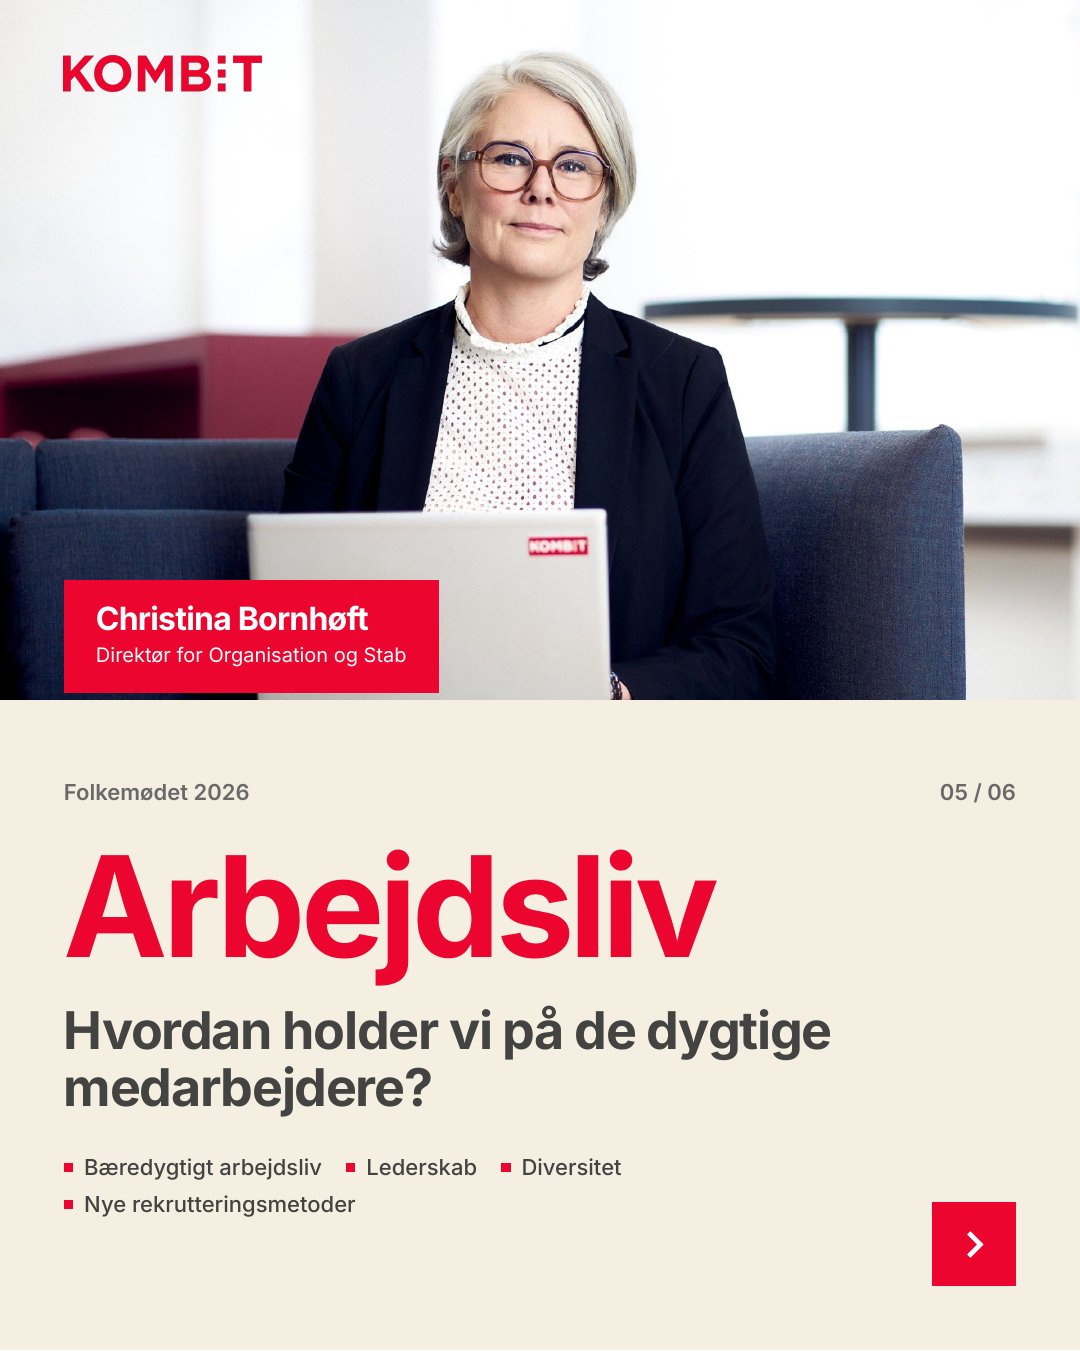 KOMBIT
KOMBIT
Christina Bornhøft
Direktør for Organisation og Stab
Folkemødet 2026
05 / 06
Arbejdsliv
Hvordan holder vi på de dygtige
medarbejdere?
Bæredygtigt arbejdsliv
Lederskab
Diversitet
Nye rekrutteringsmetoder